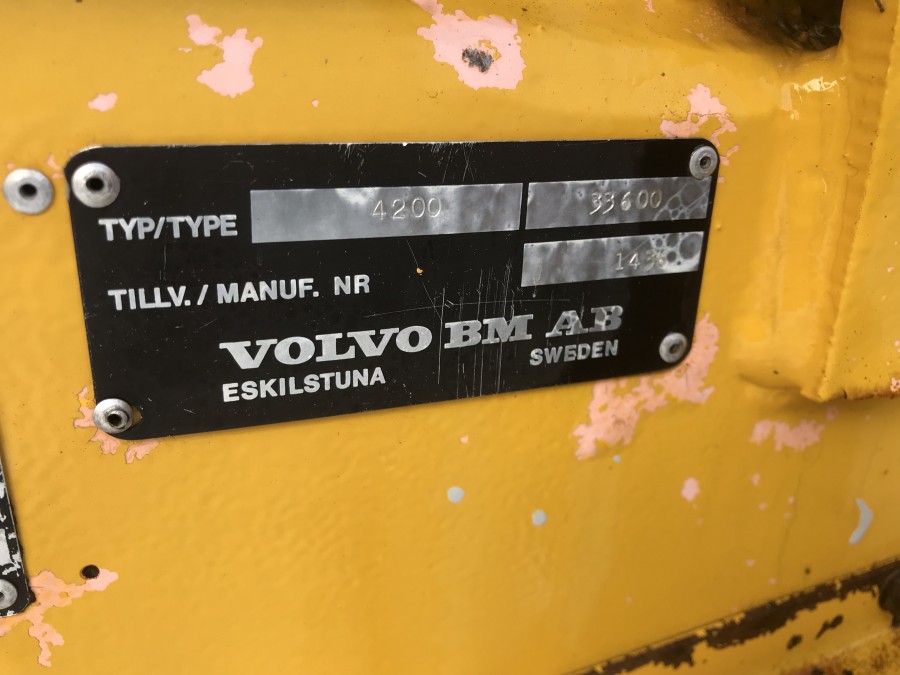 TYP/TYPE 4200 33600
TILLV. / MANUF. NR
VOLVO BM AB
ESKILSTUNA SWEDEN